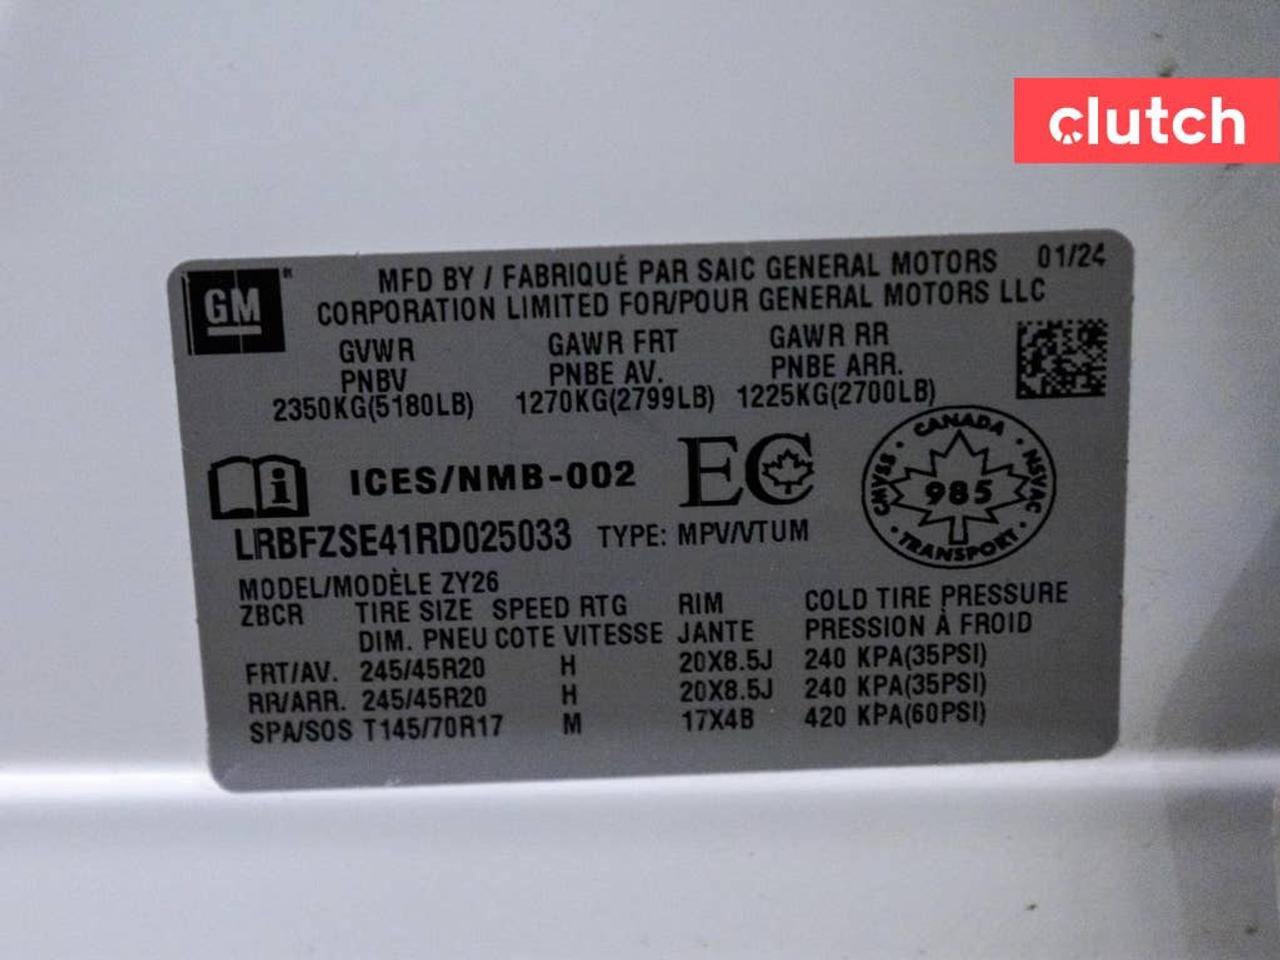 clutch
GM
MFD BY / FABRIQUÉ PAR SAIC GENERAL MOTORS 01/24
CORPORATION LIMITED FOR/POUR GENERAL MOTORS LLC
GVWR GAWR FRT GAWR RR
PNBV PNBE AV. PNBE ARR.
2350KG(5180LB) 1270KG(2799LB) 1225KG(2700LB)
i ICES/NMB-002 EC
CANADA
CMVSS 985 NSVAC
TRANSPORT
LRBFZSE41RD025033 TYPE: MPV/VTUM
MODEL/MODÈLE ZY26
ZBCR TIRE SIZE SPEED RTG RIM COLD TIRE PRESSURE
DIM. PNEU COTE VITESSE JANTE PRESSION À FROID
FRT/AV. 245/45R20 H 20X8.5J 240 KPA(35PSI)
RR/ARR. 245/45R20 H 20X8.5J 240 KPA(35PSI)
SPA/SOS T145/70R17 M 17X4B 420 KPA(60PSI)